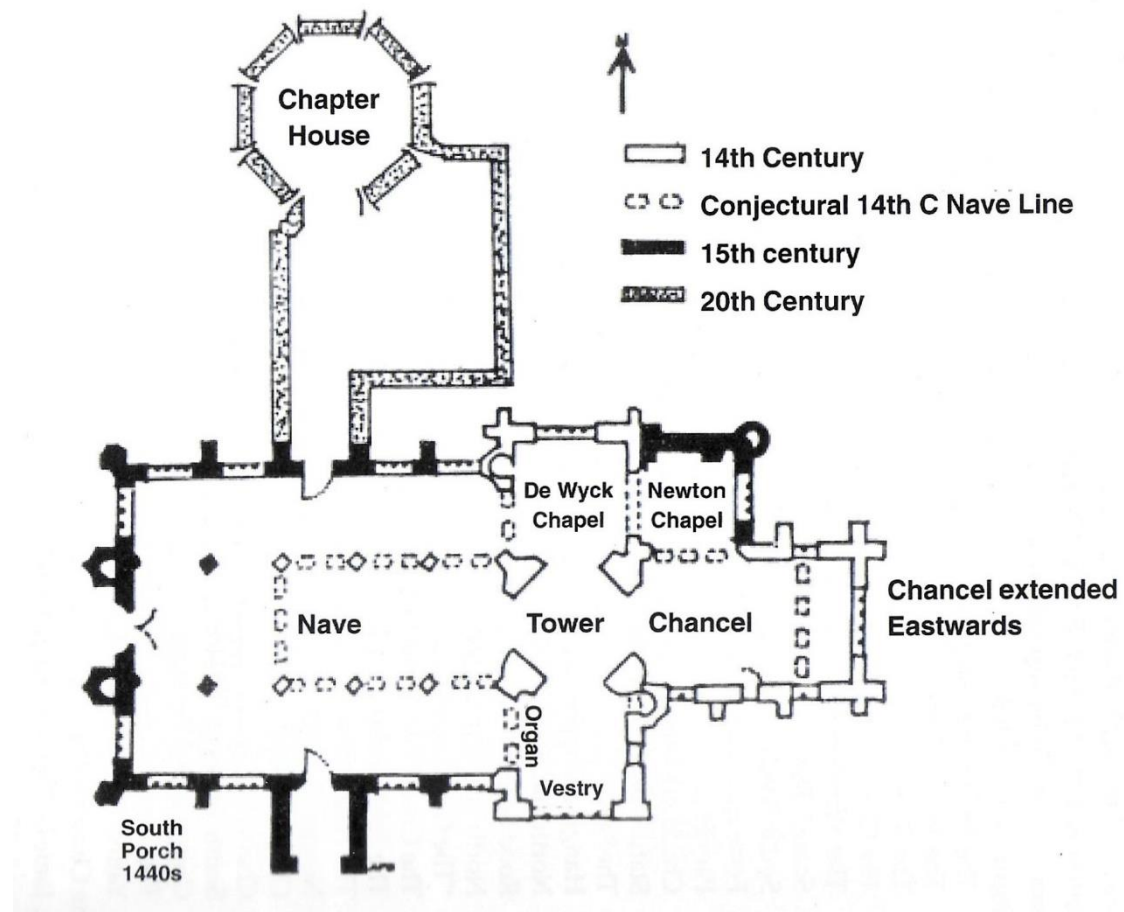 Chapter
House
N
14th Century
Conjectural 14th C Nave Line
15th century
20th Century
De Wyck
Chapel
Newton
Chapel
Nave
Tower
Chancel
Chancel extended
Eastwards
Organ
Vestry
South
Porch
1440s